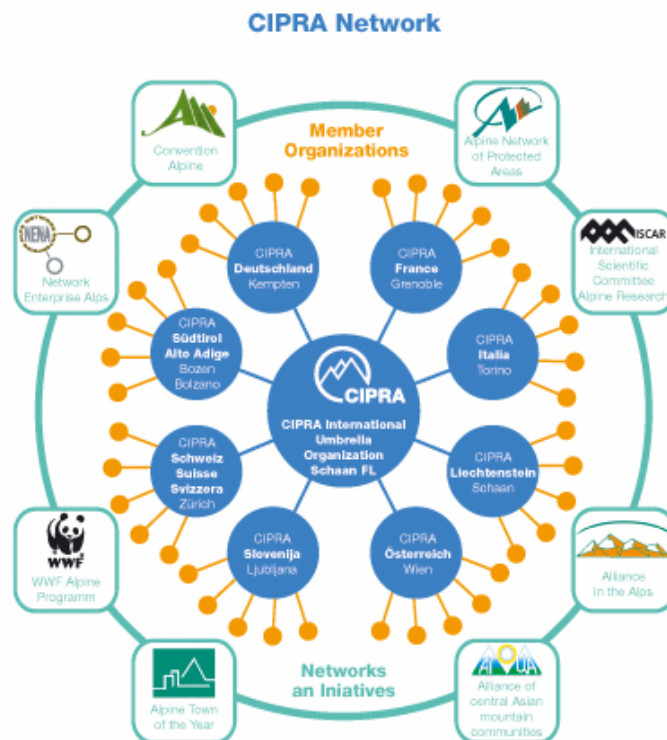 CIPRA Network
Member
Organizations
Convention
Alpine
Alpine Network
of Protected
Areas
NENA
Network
Enterprise Alps
ISCAR
International
Scientific
Committee
Alpine Research
CIPRA
Deutschland
Kempten
CIPRA
France
Grenoble
CIPRA
Südtirol
Alto Adige
Bozen
Bolzano
CIPRA
Italia
Torino
CIPRA
CIPRA International
Umbrella
Organization
Schaan FL
CIPRA
Schweiz
Suisse
Svizzera
Zürich
CIPRA
Liechtenstein
Schaan
CIPRA
Slovenija
Ljubljana
CIPRA
Österreich
Wien
WWF
WWF Alpine
Programm
Alliance
in the Alps
Networks
an Iniatives
Alpine Town
of the Year
Alliance of
central Asian
mountain
communities